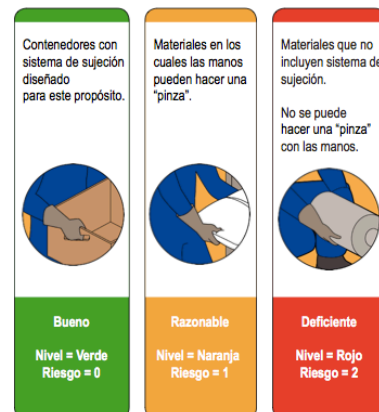 Contenedores con
sistema de sujeción
diseñado
para este propósito.
Bueno
Nivel = Verde
Riesgo = 0
Materiales en los
cuales las manos
pueden hacer una
“pinza”.
Razonable
Nivel = Naranja
Riesgo = 1
Materiales que no
incluyen sistema de
sujeción.
No se puede
hacer una “pinza”
con las manos.
Deficiente
Nivel = Rojo
Riesgo = 2